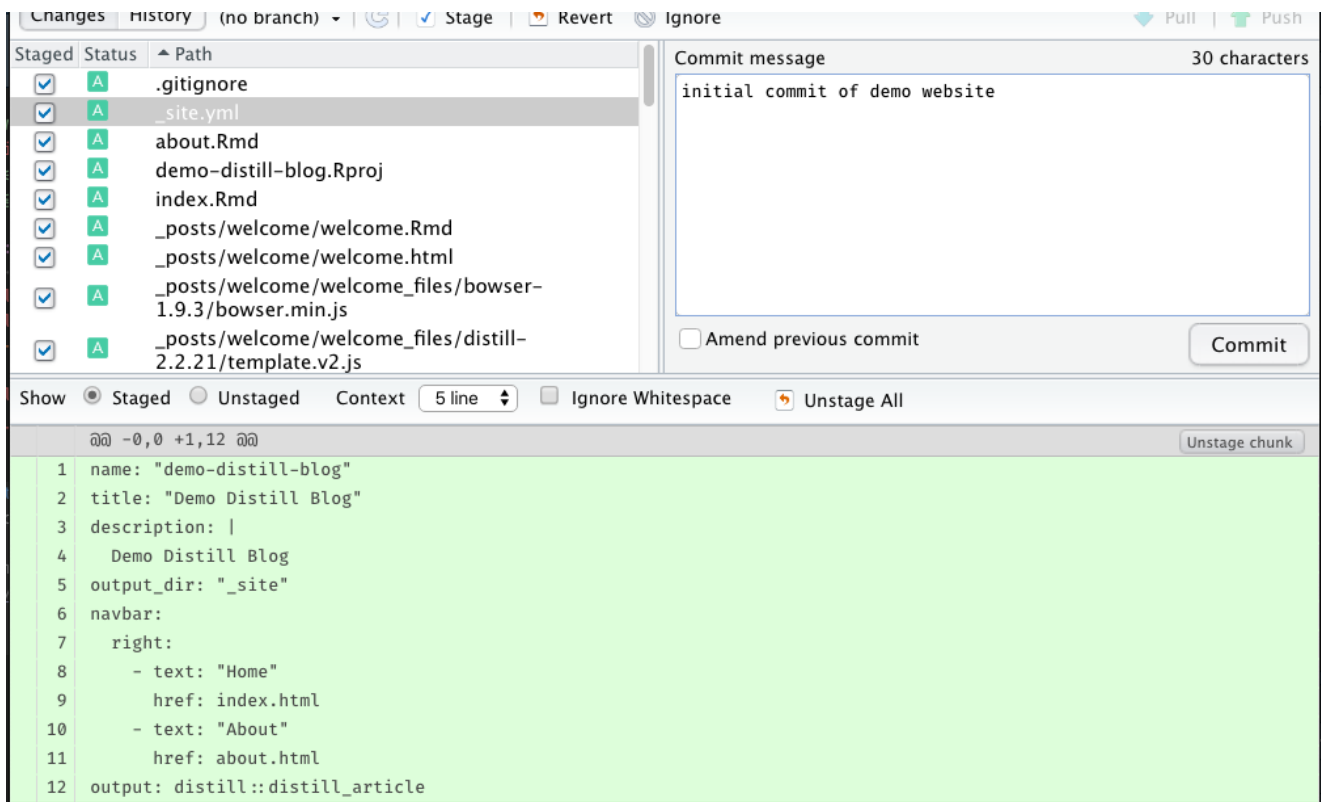 Changes History (no branch) Stage Revert Ignore Pull Push
Staged Status Path
A .gitignore
A _site.yml
A about.Rmd
A demo-distill-blog.Rproj
A index.Rmd
A _posts/welcome/welcome.Rmd
A _posts/welcome/welcome.html
A _posts/welcome/welcome_files/bowser-
1.9.3/bowser.min.js
A _posts/welcome/welcome_files/distill-
2.2.21/template.v2.js
Commit message 30 characters
initial commit of demo website
Amend previous commit Commit
Show Staged Unstaged Context 5 line Ignore Whitespace Unstage All
@@ -0,0 +1,12 @@ Unstage chunk
1 name: "demo-distill-blog"
2 title: "Demo Distill Blog"
3 description: |
4   Demo Distill Blog
5 output_dir: "_site"
6 navbar:
7   right:
8     - text: "Home"
9       href: index.html
10     - text: "About"
11       href: about.html
12 output: distill::distill_article